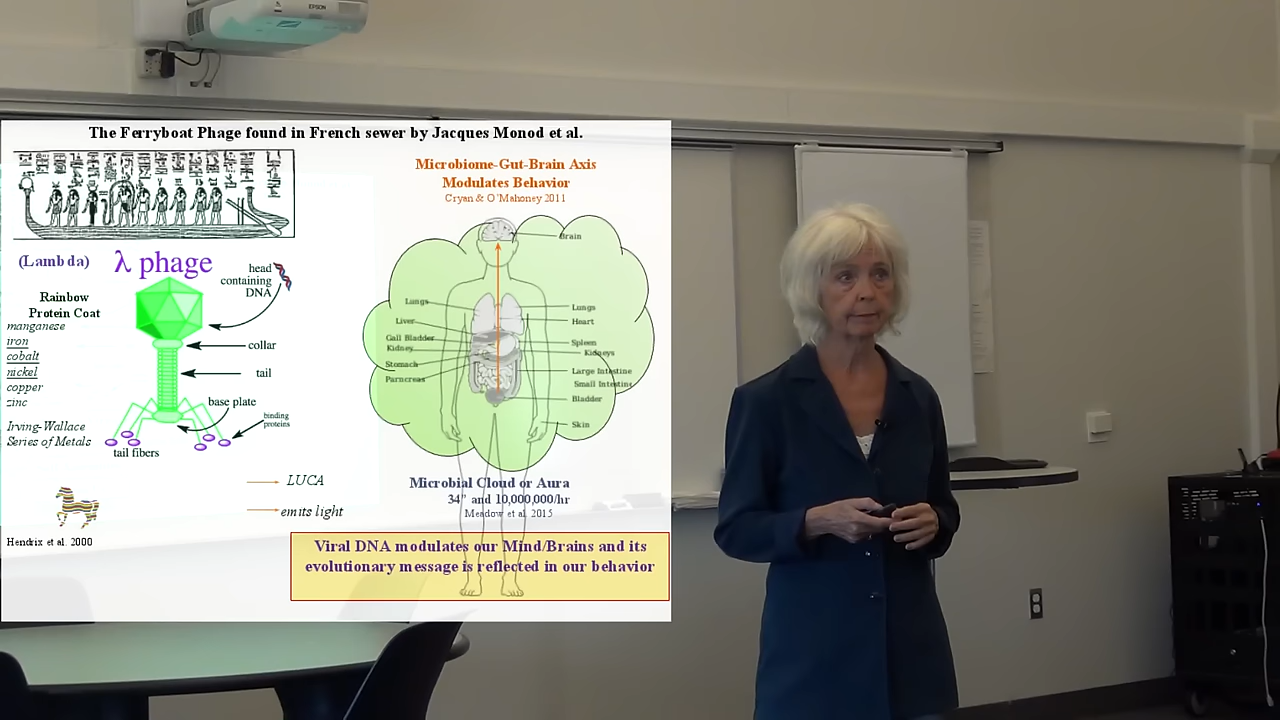 EPSON
The Ferryboat Phage found in French sewer by Jacques Monod et al.
Microbiome-Gut-Brain Axis
Modulates Behavior
Cryan & O'Mahoney 2011
(Lambda)
λ phage
head
containing
DNA
Rainbow
Protein Coat
manganese
iron
cobalt
nickel
copper
zinc
collar
tail
base plate
binding
proteins
Irving-Wallace
Series of Metals
tail fibers
Brain
Lungs
Liver
Gall Bladder
Kidney
Stomach
Parncreas
Lungs
Heart
Spleen
Kidneys
Large Intestine
Small Intestine
Bladder
Skin
LUCA
emits light
Microbial Cloud or Aura
34" and 10,000,000/hr
Meadow et al. 2015
Hendrix et al. 2000
Viral DNA modulates our Mind/Brains and its
evolutionary message is reflected in our behavior